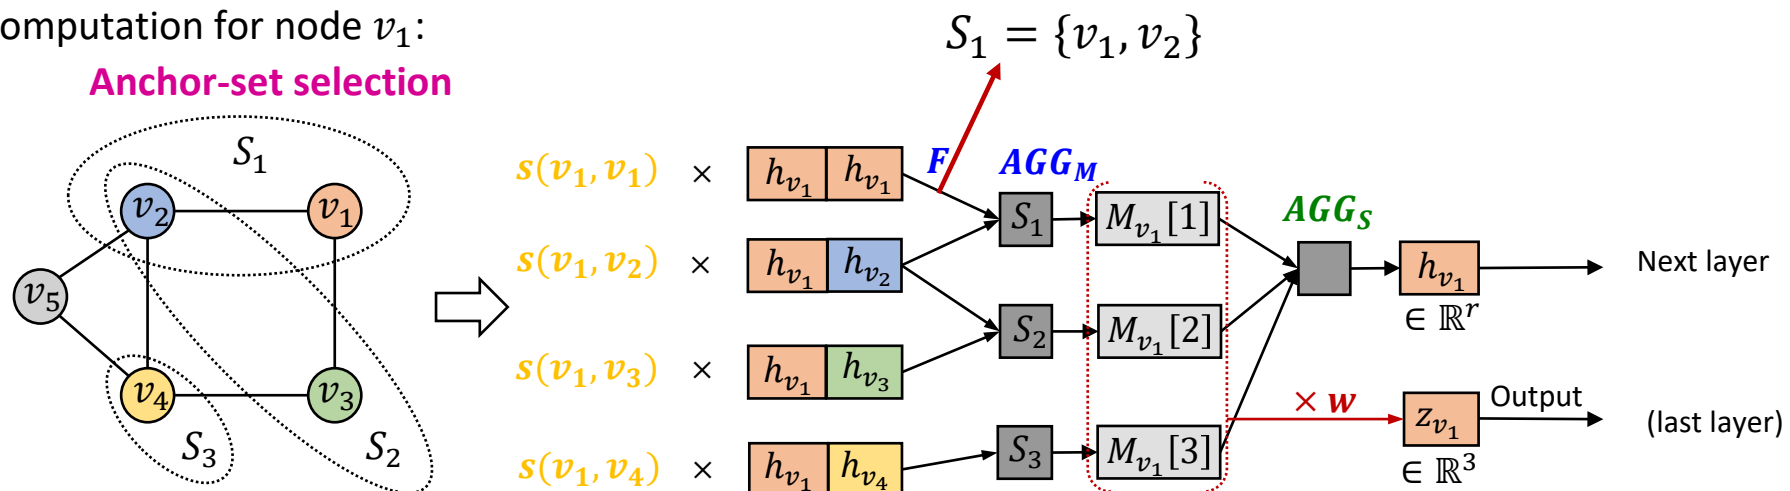 omputation for node v₁:
Anchor-set selection
S₁ = {v₁, v₂}
S₁
v₂
v₁
v₅
v₄
v₃
S₃
S₂
s(v₁, v₁) × h_{v₁} h_{v₁}
s(v₁, v₂) × h_{v₁} h_{v₂}
s(v₁, v₃) × h_{v₁} h_{v₃}
s(v₁, v₄) × h_{v₁} h_{v₄}
F
AGG_M
S₁
S₂
S₃
M_{v₁}[1]
M_{v₁}[2]
M_{v₁}[3]
AGG_S
h_{v₁}
∈ ℝ^r
Next layer
× w
z_{v₁}
∈ ℝ³
Output
(last layer)